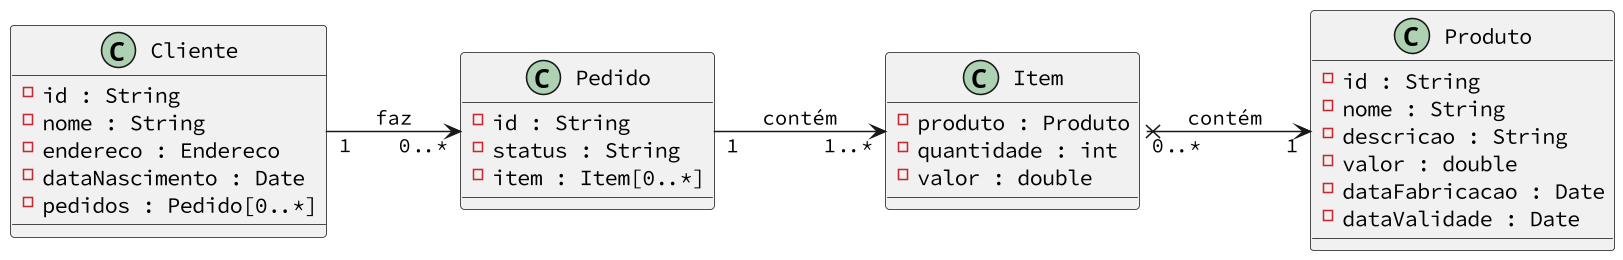 C Cliente
id : String
nome : String
endereco : Endereco
dataNascimento : Date
pedidos : Pedido[0..*]
faz
1 0..*
C Pedido
id : String
status : String
item : Item[0..*]
contém
1 1..*
C Item
produto : Produto
quantidade : int
valor : double
contém
0..* 1
C Produto
id : String
nome : String
descricao : String
valor : double
dataFabricacao : Date
dataValidade : Date